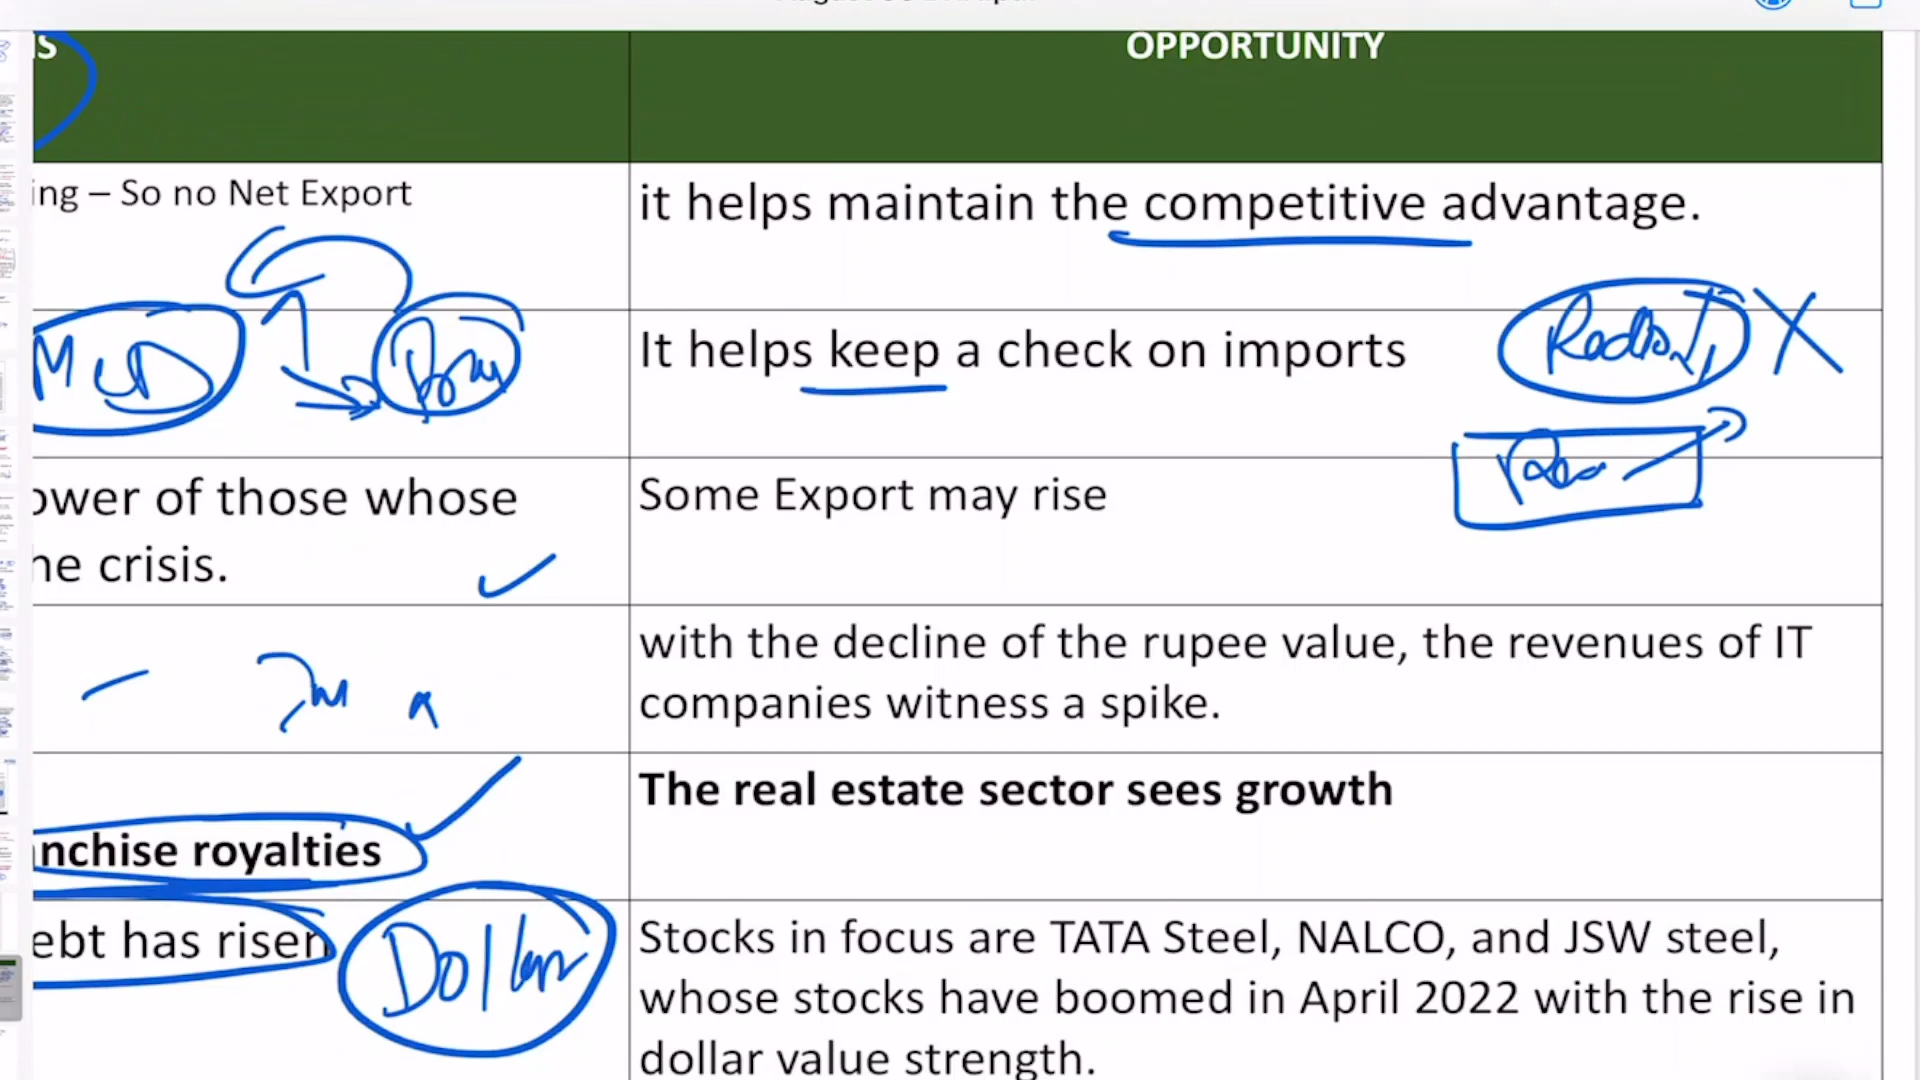 OPPORTUNITY
ing – So no Net Export
it helps maintain the competitive advantage.
McD
It helps keep a check on imports
ower of those whose
he crisis.
Some Export may rise
with the decline of the rupee value, the revenues of IT
companies witness a spike.
nchise royalties
The real estate sector sees growth
ebt has risen
Dollar
Stocks in focus are TATA Steel, NALCO, and JSW steel,
whose stocks have boomed in April 2022 with the rise in
dollar value strength.